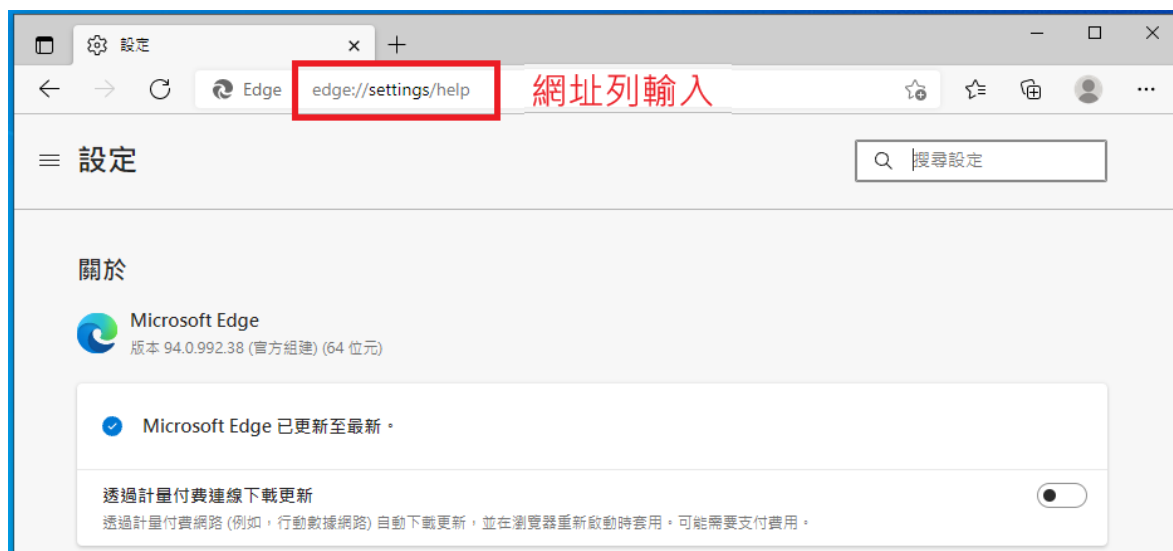 設定
Edge edge://settings/help 網址列輸入
設定
搜尋設定
關於
Microsoft Edge
版本 94.0.992.38 (官方組建) (64 位元)
Microsoft Edge 已更新至最新。
透過計量付費連線下載更新
透過計量付費網路 (例如，行動數據網路) 自動下載更新，並在瀏覽器重新啟動時套用。可能需要支付費用。